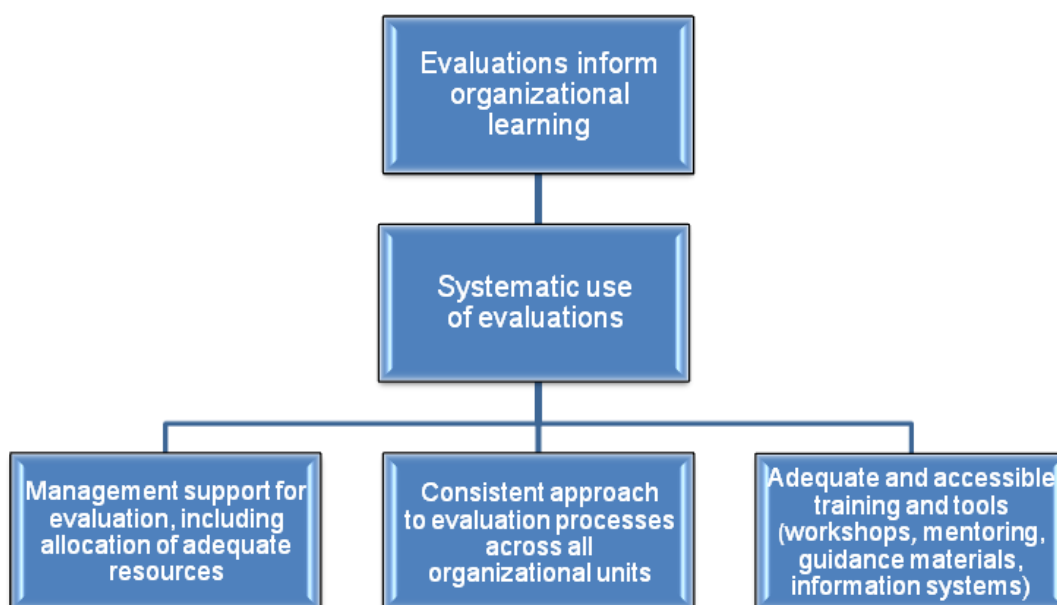 Evaluations inform
organizational
learning
Systematic use
of evaluations
Management support for
evaluation, including
allocation of adequate
resources
Consistent approach
to evaluation processes
across all
organizational units
Adequate and accessible
training and tools
(workshops, mentoring,
guidance materials,
information systems)